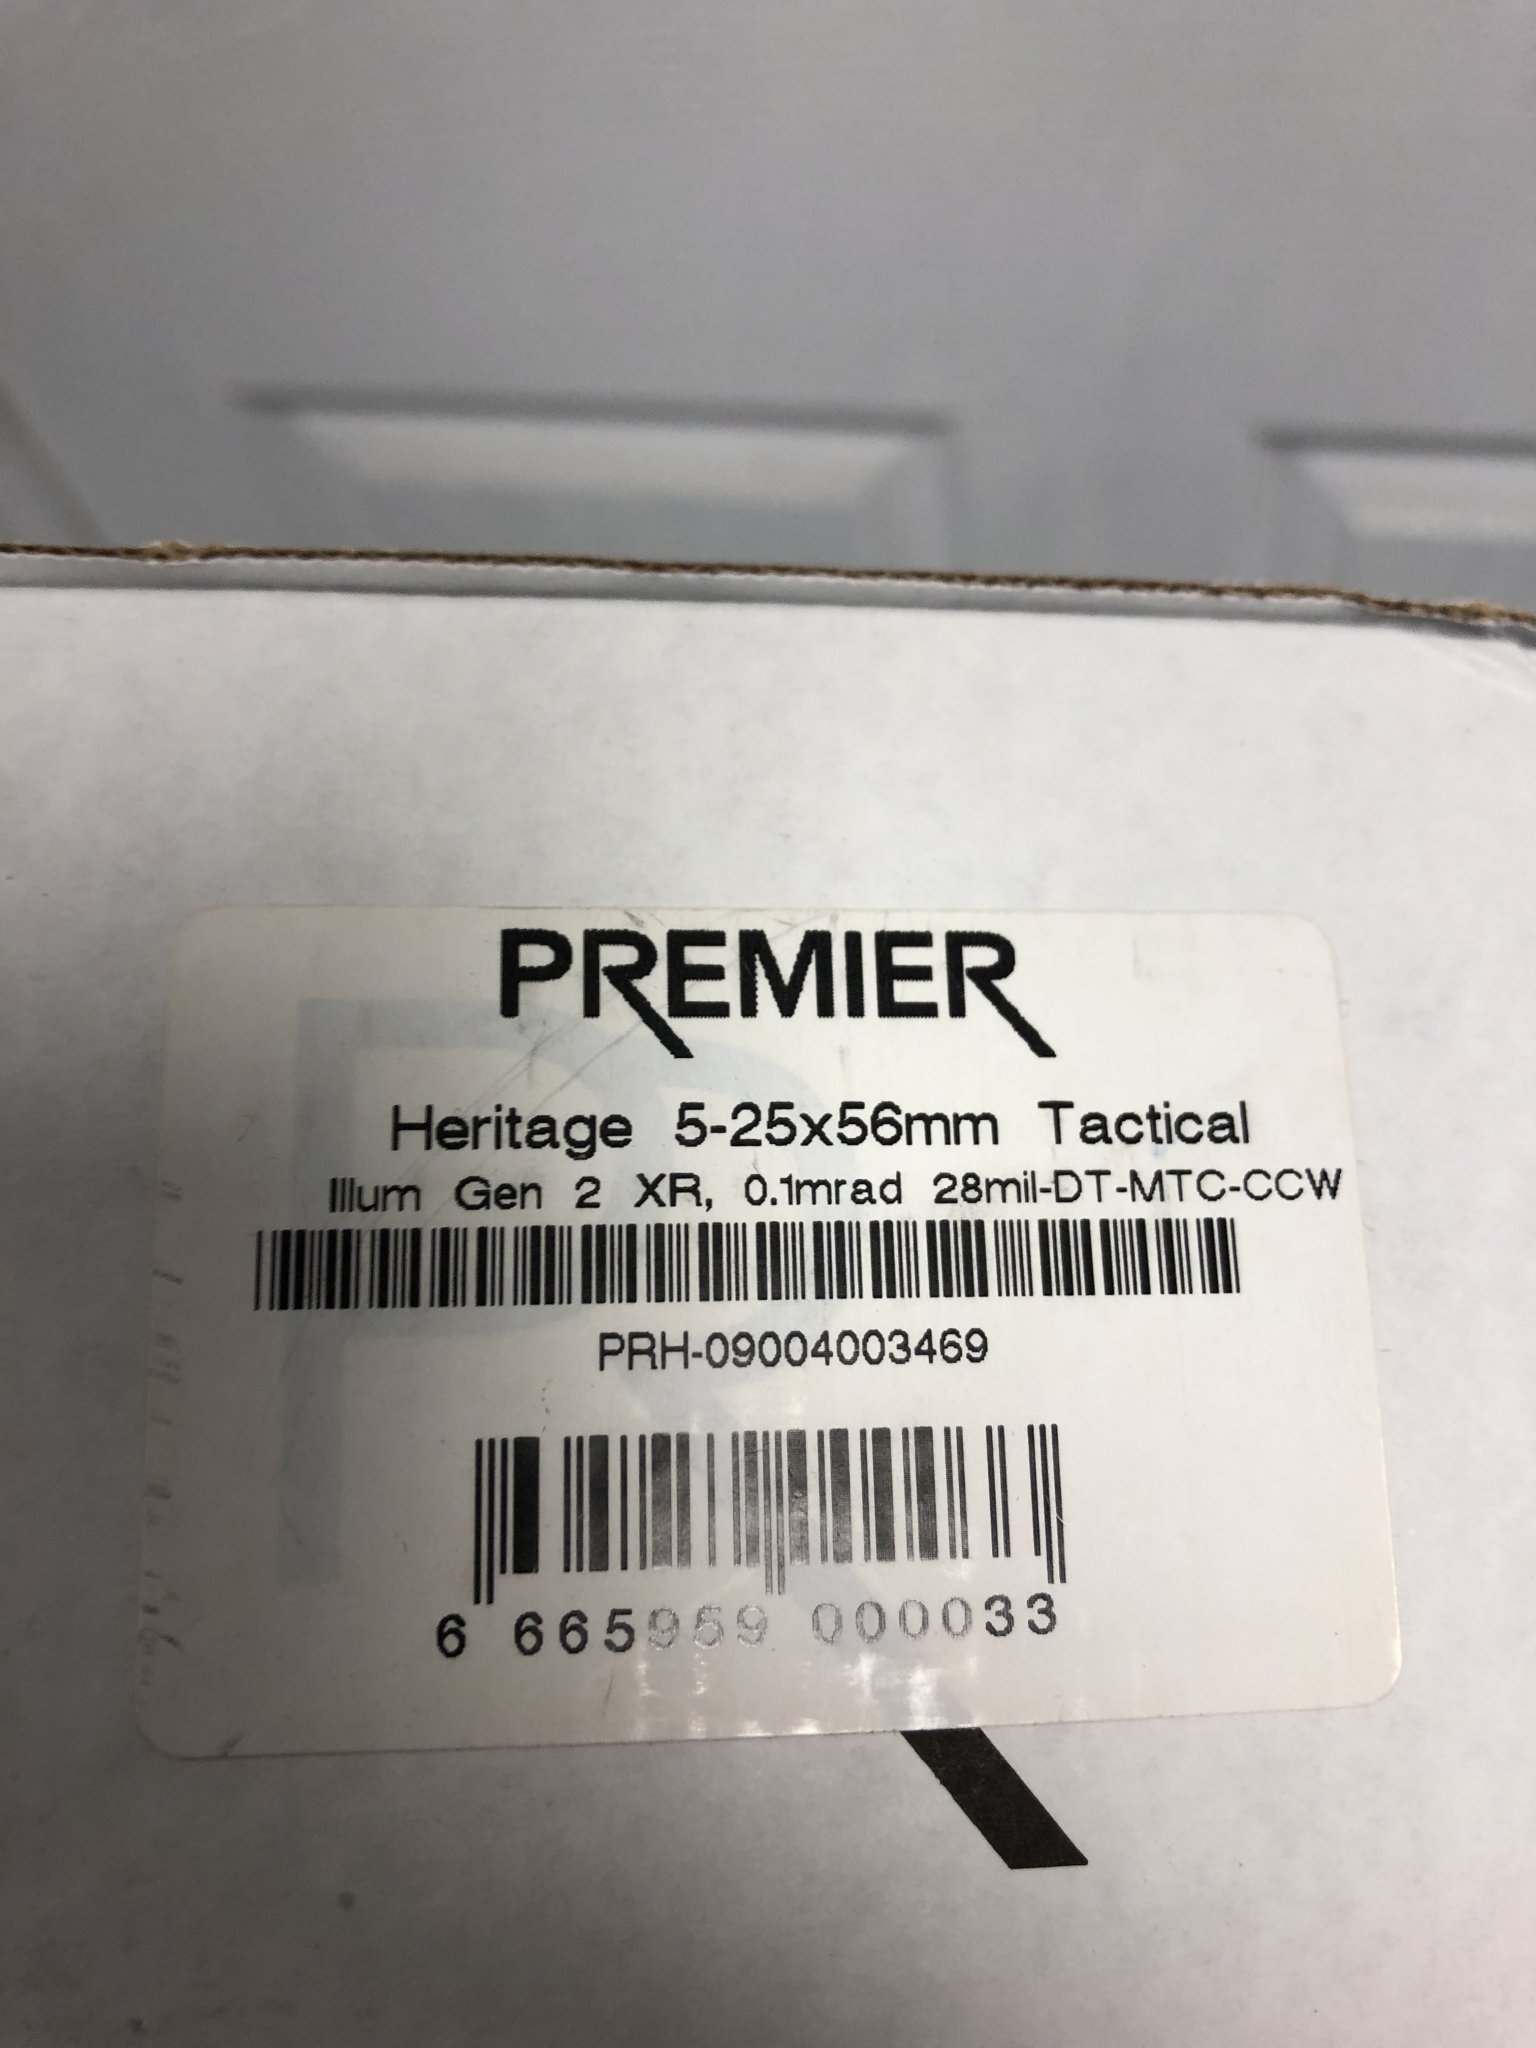 PREMIER
Heritage 5-25x56mm Tactical
Illum Gen 2 XR, 0.1mrad 28mil-DT-MTC-CCW
PRH-09004003469
6 665959 000033